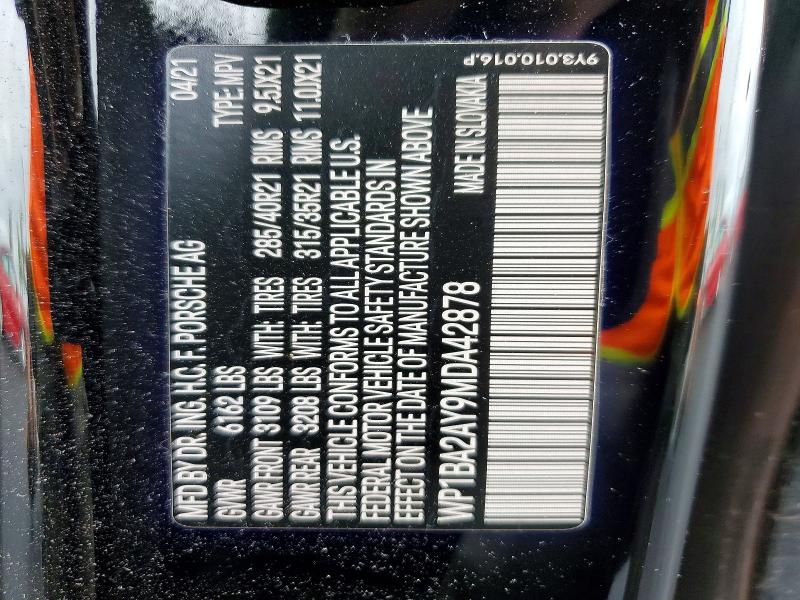 MFD BY DR. ING. H.C. F. PORSCHE AG 04/21
GVWR 6162 LBS TYPE: MPV
GAWR FRONT 3109 LBS WITH: TIRES 285/40R21 RIMS 9.5X21
GAWR REAR 3208 LBS WITH: TIRES 315/35R21 RIMS 11.0X21
THIS VEHICLE CONFORMS TO ALL APPLICABLE U.S.
FEDERAL MOTOR VEHICLE SAFETY STANDARDS IN
EFFECT ON THE DATE OF MANUFACTURE SHOWN ABOVE
WP1BA2AY9MDA42878
MADE IN SLOVAKIA
9Y3.010.016.P